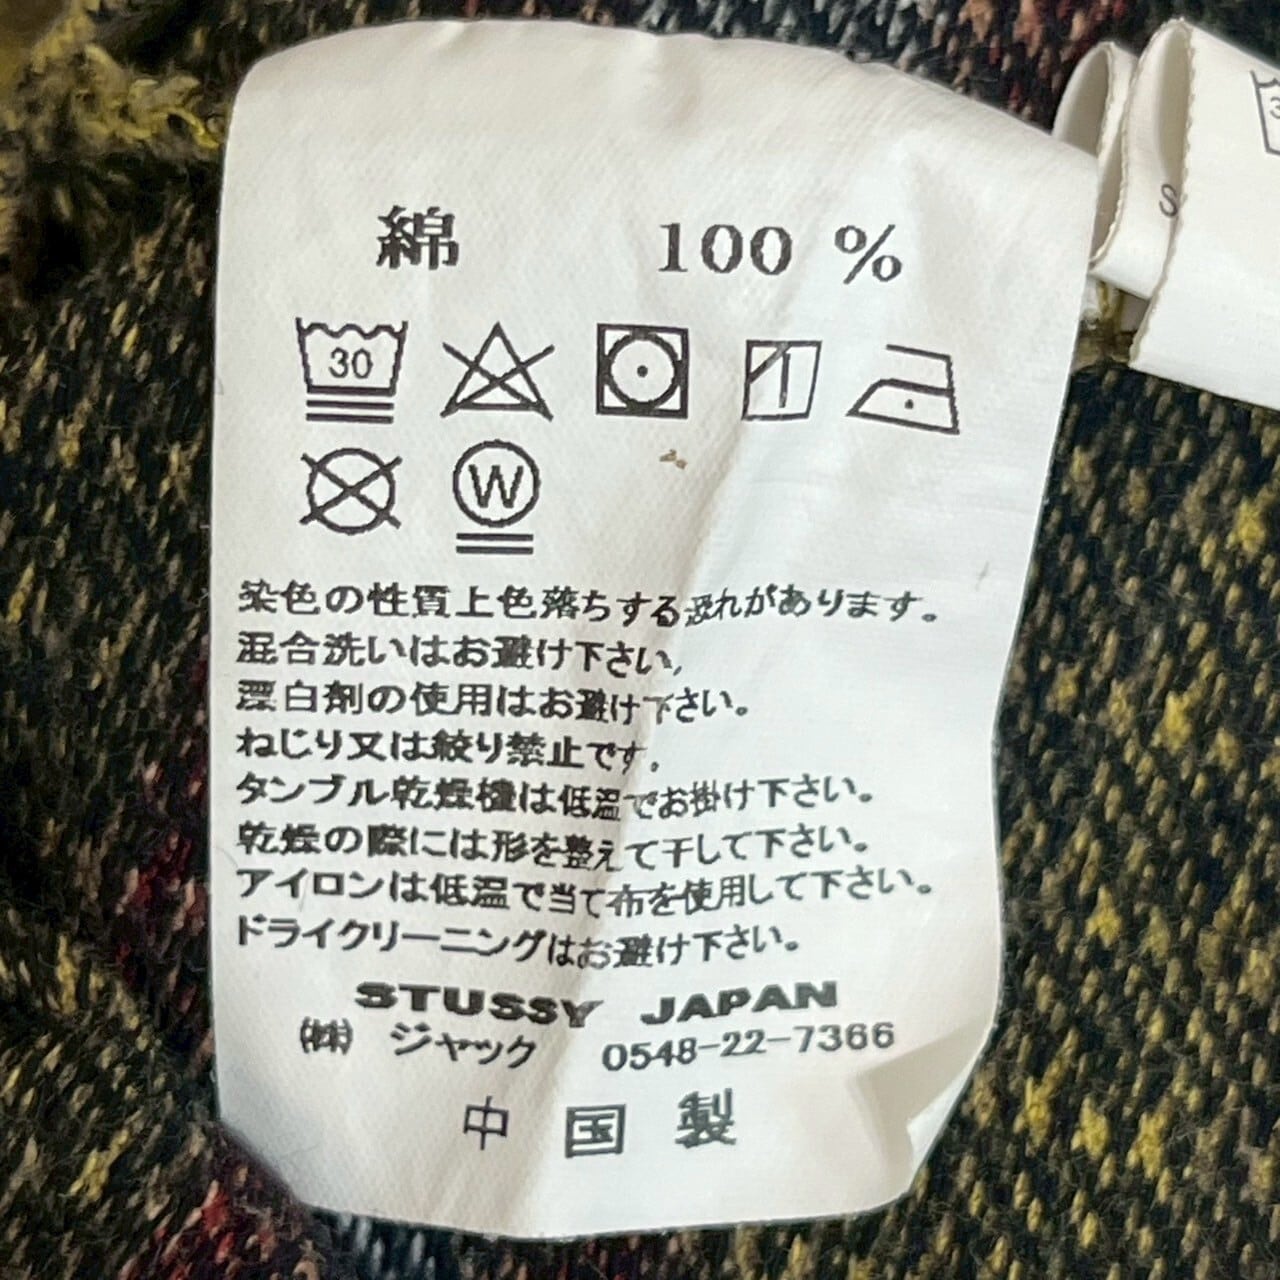 綿 100 %
30
W
染色の性質上色落ちする恐れがあります。
混合洗いはお避け下さい。
漂白剤の使用はお避け下さい。
ねじり又は絞り禁止です。
タンブル乾燥機は低温でお掛け下さい。
乾燥の際には形を整えて干して下さい。
アイロンは低温で当て布を使用して下さい。
ドライクリーニングはお避け下さい。
STUSSY JAPAN
㈱ ジャック 0548-22-7366
中国製
S